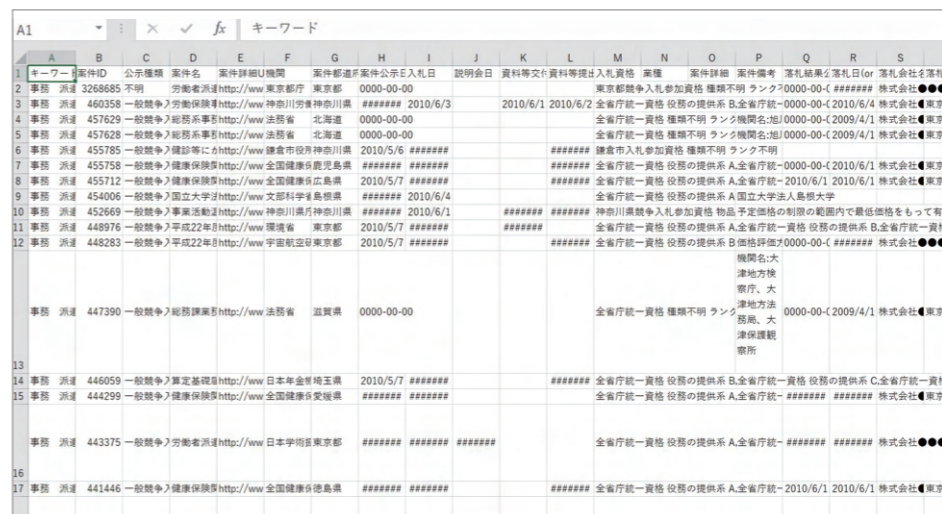 A1 fx キーワード
A B C D E F G H I J K L M N O P Q R S
1 キーワード 案件ID 公示種類 案件名 案件詳細U 機関 案件都道府 案件公示日 入札日 説明会日 資料等交付 資料等提出 入札資格 業種 案件詳細 案件備考 落札結果公 落札日(or 落札会社名 落札
2 事務 派遣 3268685 不明 労働者派遣 http://ww 東京都庁 東京都 0000-00-00 東京都競争入札参加資格 種類不明 ランク不 0000-00-0 ####### 株式会社●●●
3 事務 派遣 460358 一般競争入 労働保険事 http://ww 神奈川労働 神奈川県 ####### 2010/6/3 2010/6/1 2010/6/2 全省庁統一資格 役務の提供系 B,全省庁統一 0000-00-0 2010/6/4 株式会社 東京
4 事務 派遣 457629 一般競争入 総務系事務 http://ww 法務省 北海道 0000-00-00 全省庁統一資格 種類不明 ランク 機関名:旭川 0000-00-0 2009/4/1 株式会社 東京
5 事務 派遣 457628 一般競争入 総務系事務 http://ww 法務省 北海道 0000-00-00 全省庁統一資格 種類不明 ランク 機関名:旭川 0000-00-0 2009/4/1 株式会社 東京
6 事務 派遣 455785 一般競争入 健診等にか http://ww 鎌倉市役所 神奈川県 2010/5/6 ####### ####### 鎌倉市入札参加資格 種類不明 ランク不明
7 事務 派遣 455758 一般競争入 健康保険関 http://ww 全国健康保 鹿児島県 ####### ####### ####### 全省庁統一資格 役務の提供系 A,全省庁統一 0000-00-0 2010/6/1 株式会社 東京
8 事務 派遣 455712 一般競争入 健康保険関 http://ww 全国健康保 広島県 2010/5/7 ####### ####### 全省庁統一資格 役務の提供系 A,全省庁統一 2010/6/1 2010/6/1 株式会社 東京
9 事務 派遣 454006 一般競争入 国立大学法 http://ww 文部科学省 島根県 ####### 2010/6/4 全省庁統一資格 役務の提供系 A 国立大学法人島根大学
10 事務 派遣 452669 一般競争入 事業活動温 http://ww 神奈川県庁 神奈川県 ####### 2010/6/1 ####### ####### 神奈川県競争入札参加資格 物品 予定価格の制限の範囲内で最低価格をもって有
11 事務 派遣 448976 一般競争入 平成22年度 http://ww 環境省 東京都 2010/5/7 ####### ####### 全省庁統一資格 役務の提供系 A,全省庁統一資格 役務の提供系 B,全省庁統一資
12 事務 派遣 448283 一般競争入 平成22年度 http://ww 宇宙航空研 東京都 2010/5/7 ####### ####### 全省庁統一資格 役務の提供系 B 価格評価方 0000-00-0 ####### 株式会社●●●
機関名:大
津地方検
察庁、大
13 事務 派遣 447390 一般競争入 総務課業務 http://ww 法務省 滋賀県 0000-00-00 全省庁統一資格 種類不明 ランク 津地方法 0000-00-0 2009/4/1 株式会社 東京
務局、大
津保護観
察所
14 事務 派遣 446059 一般競争入 算定基礎届 http://ww 日本年金機 埼玉県 2010/5/7 ####### ####### 全省庁統一資格 役務の提供系 B,全省庁統一資格 役務の提供系 C,全省庁統一資
15 事務 派遣 444299 一般競争入 健康保険関 http://ww 全国健康保 愛媛県 ####### ####### 全省庁統一資格 役務の提供系 A,全省庁統一 ####### ####### 株式会社 東京
16 事務 派遣 443375 一般競争入 労働者派遣 http://ww 日本学術振 東京都 ####### ####### ####### 全省庁統一資格 役務の提供系 A,全省庁統一 ####### ####### 株式会社●●●
17 事務 派遣 441446 一般競争入 健康保険関 http://ww 全国健康保 徳島県 ####### ####### ####### 全省庁統一資格 役務の提供系 A,全省庁統一 2010/6/1 2010/6/1 株式会社 東京